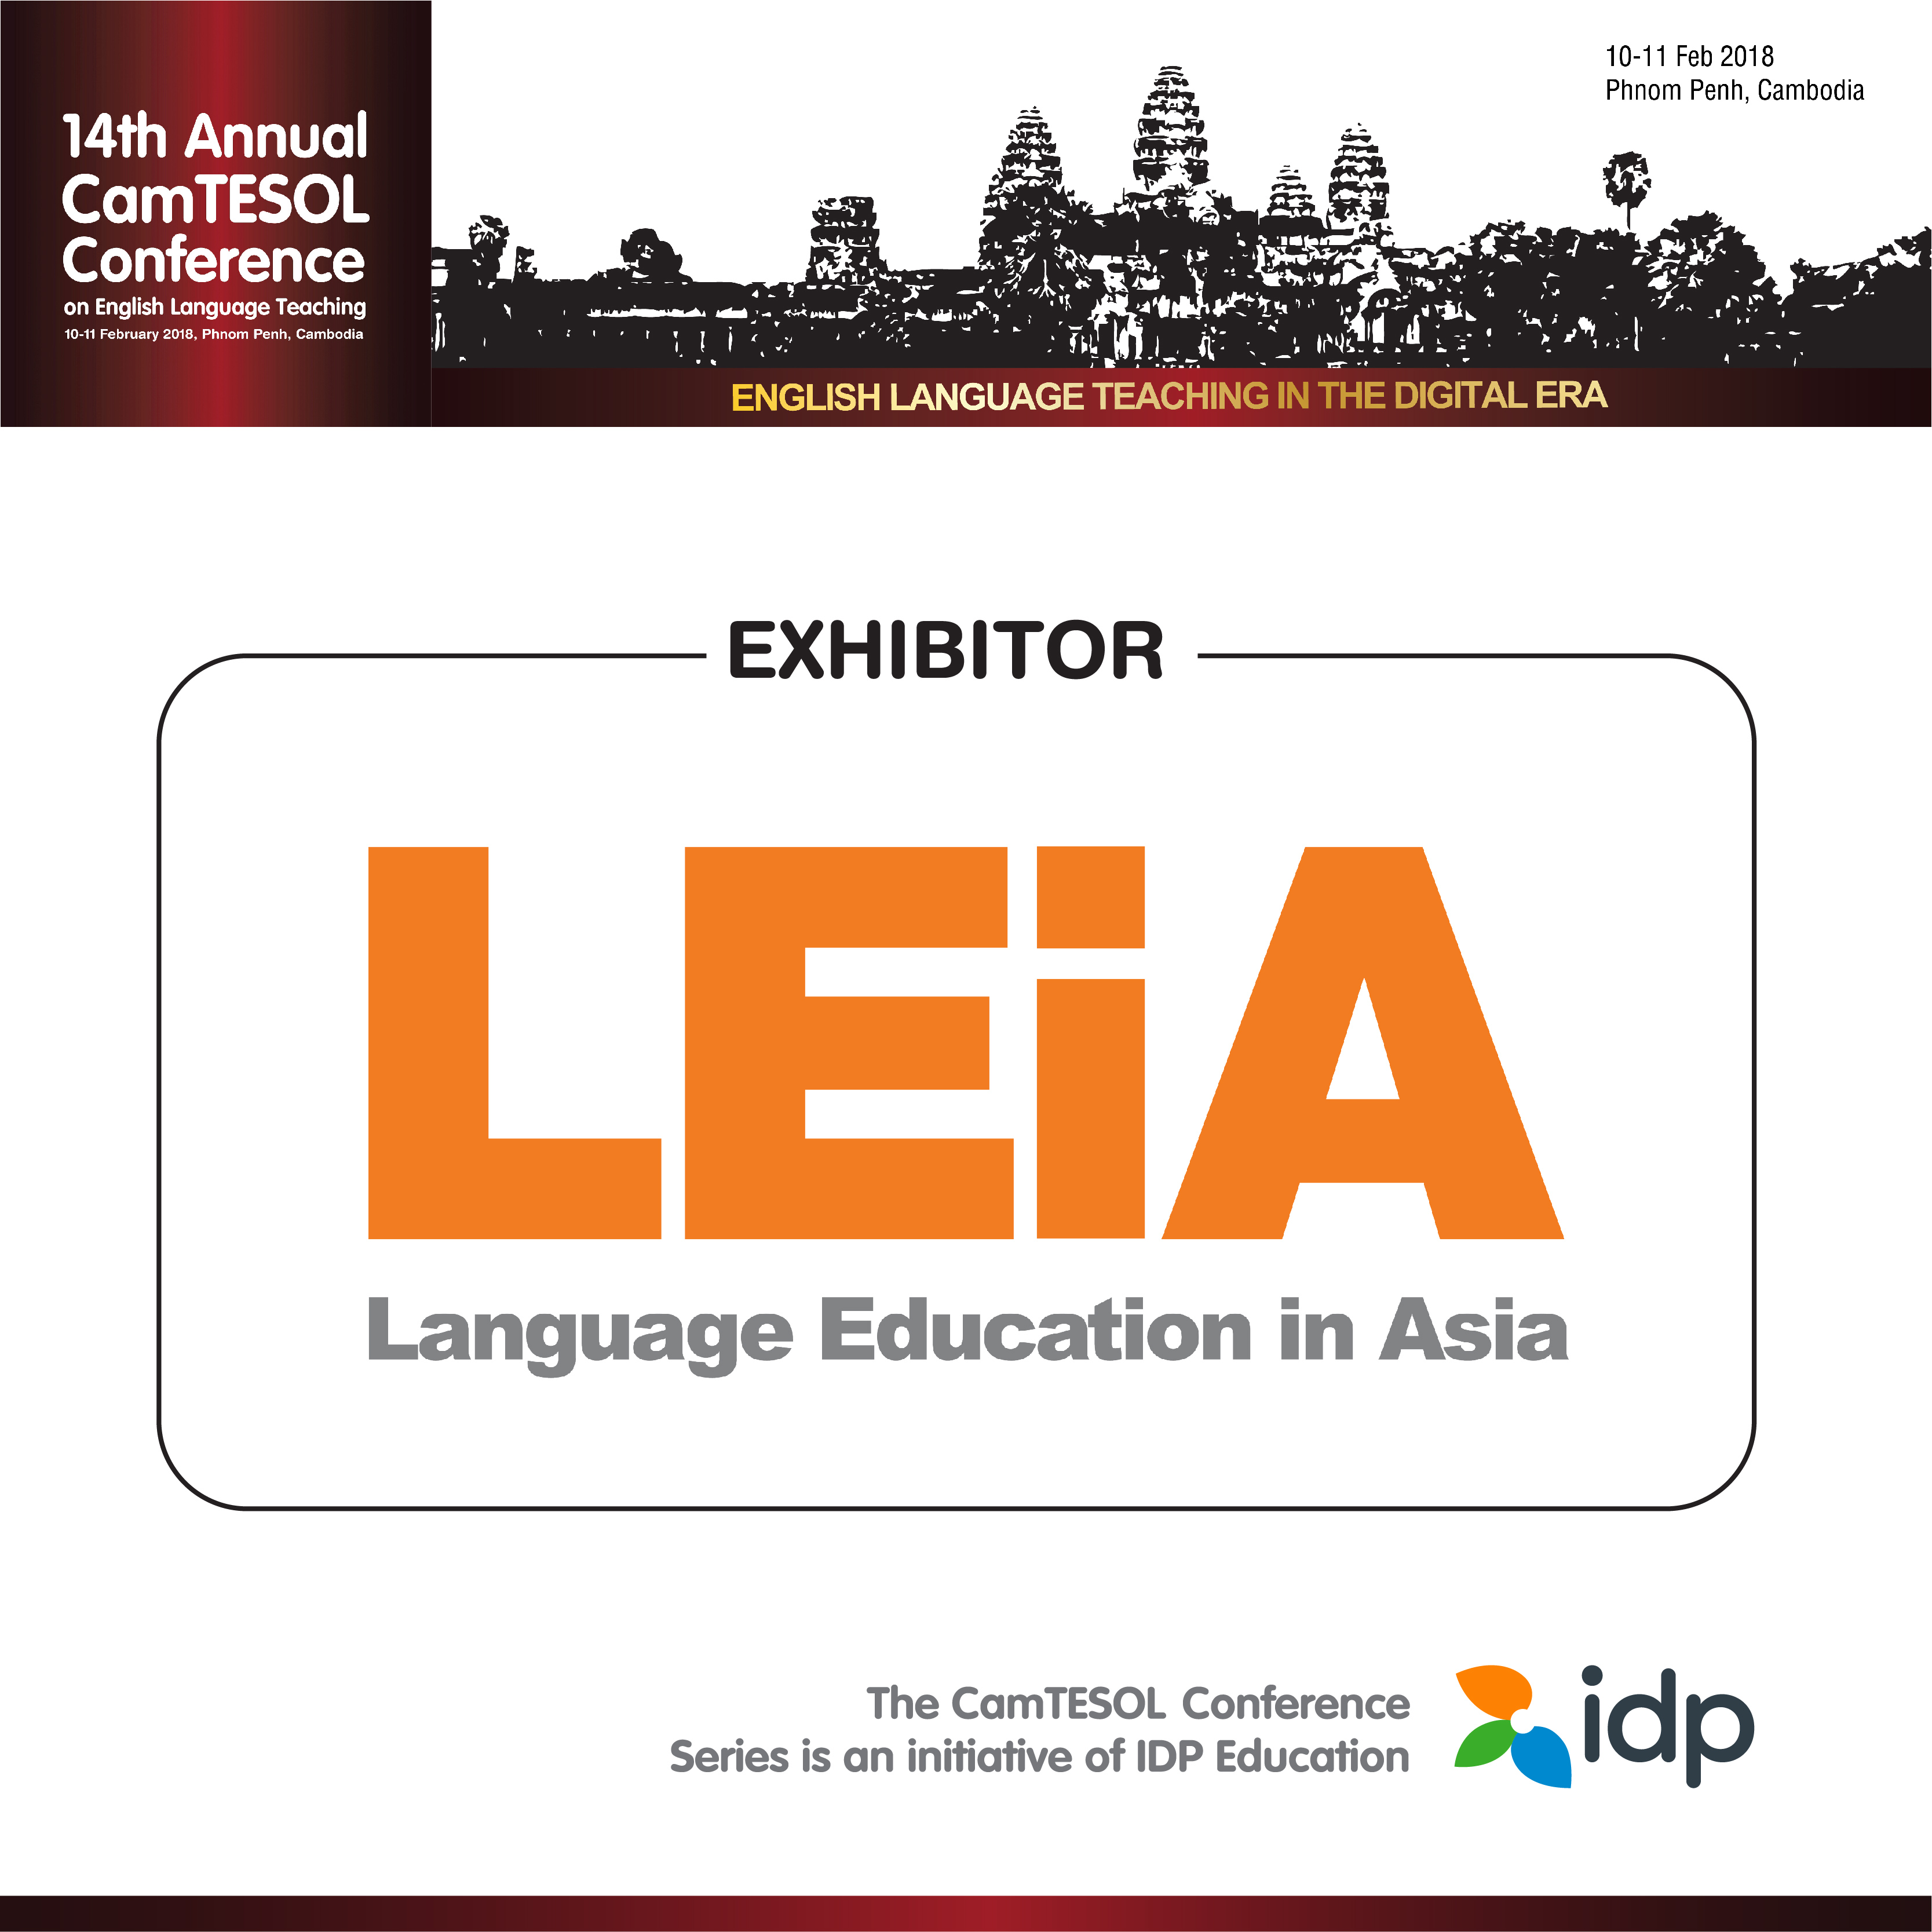 14th Annual
CamTESOL
Conference
on English Language Teaching
10-11 February 2018, Phnom Penh, Cambodia
10-11 Feb 2018
Phnom Penh, Cambodia
ENGLISH LANGUAGE TEACHING IN THE DIGITAL ERA
EXHIBITOR
LEiA
Language Education in Asia
The CamTESOL Conference
Series is an initiative of IDP Education
idp